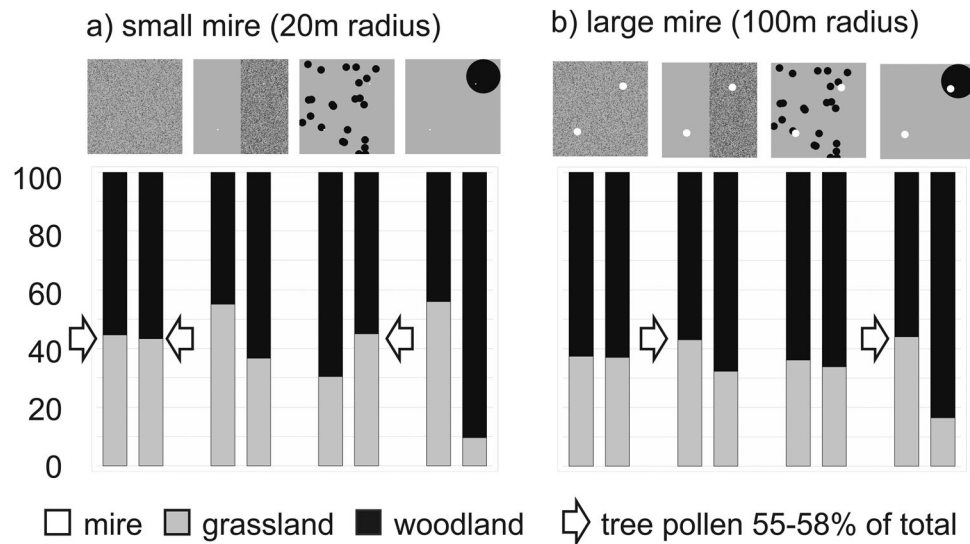 a) small mire (20m radius)
b) large mire (100m radius)
100
80
60
40
20
0
mire grassland woodland tree pollen 55-58% of total